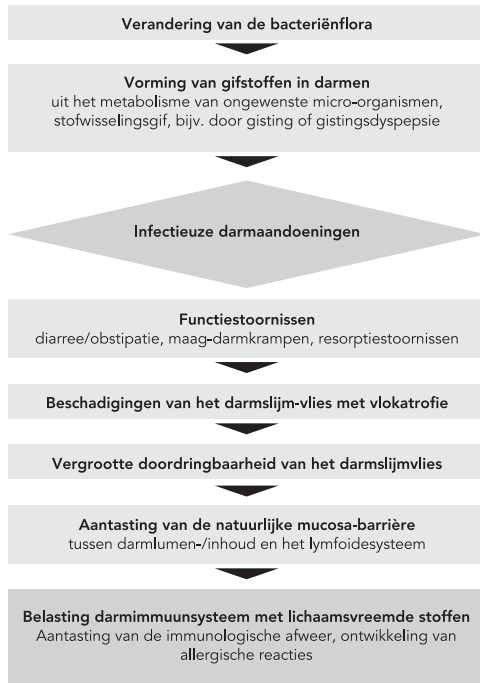 Verandering van de bacteriënflora
Vorming van gifstoffen in darmen
uit het metabolisme van ongewenste micro-organismen,
stofwisselingsgif, bijv. door gisting of gistingsdyspepsie
Infectieuze darmaandoeningen
Functiestoornissen
diarree/obstipatie, maag-darmkrampen, resorptiestoornissen
Beschadigingen van het darmslijm-vlies met vlokatrofie
Vergrootte doordringbaarheid van het darmslijmvlies
Aantasting van de natuurlijke mucosa-barrière
tussen darmlumen-/inhoud en het lymfoidesysteem
Belasting darmimmuunsysteem met lichaamsvreemde stoffen
Aantasting van de immunologische afweer, ontwikkeling van
allergische reacties